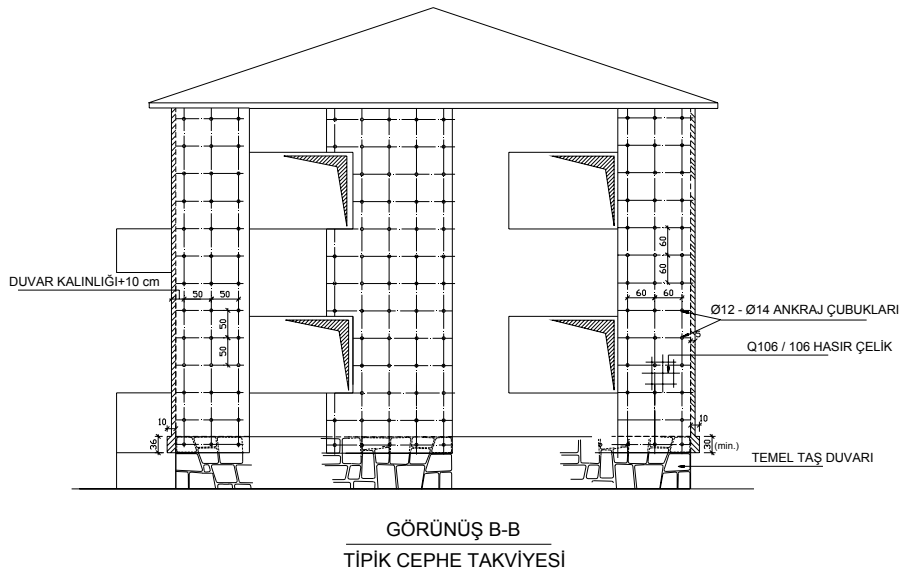 60
60
DUVAR KALINLIĞI+10 cm
50 50
60 60
Ø12 - Ø14 ANKRAJ ÇUBUKLARI
50
50
5
Q106 / 106 HASIR ÇELİK
10
10
36
30 (min.)
TEMEL TAŞ DUVARI
GÖRÜNÜŞ B-B
TİPİK CEPHE TAKVİYESİ